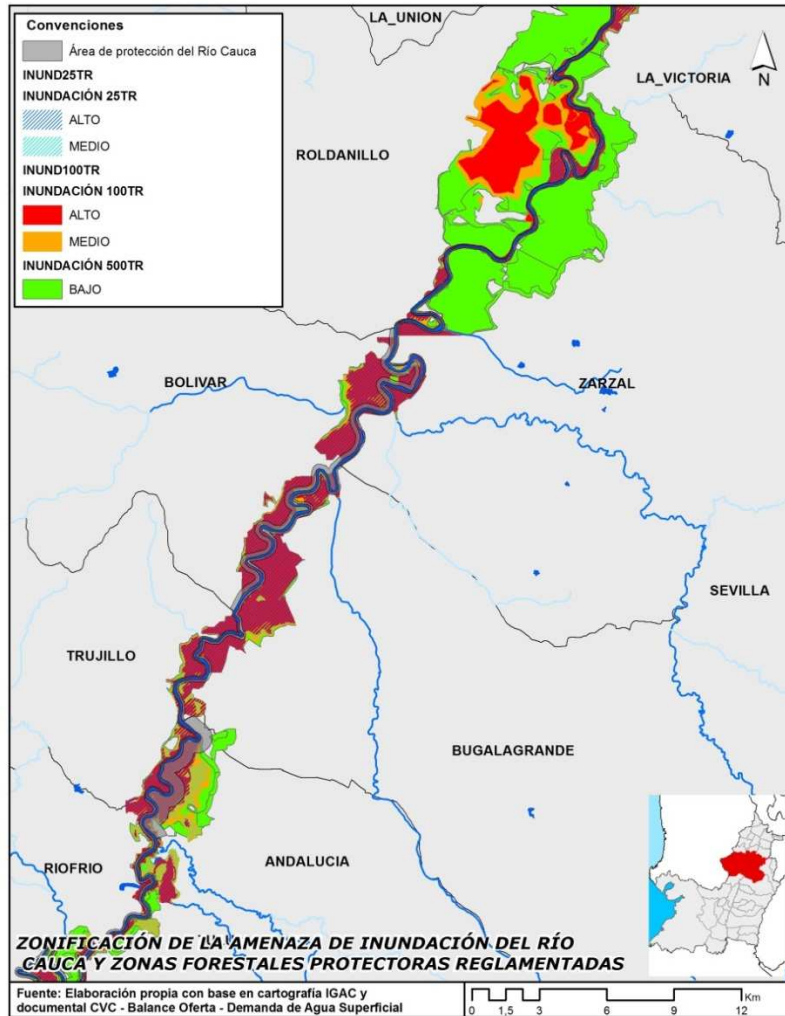 Convenciones
Área de protección del Río Cauca
INUND25TR
INUNDACIÓN 25TR
ALTO
MEDIO
INUND100TR
INUNDACIÓN 100TR
ALTO
MEDIO
INUNDACIÓN 500TR
BAJO
LA_UNION
N
LA_VICTORIA
ROLDANILLO
BOLIVAR
ZARZAL
SEVILLA
TRUJILLO
BUGALAGRANDE
RIOFRIO
ANDALUCIA
ZONIFICACIÓN DE LA AMENAZA DE INUNDACIÓN DEL RÍO
CAUCA Y ZONAS FORESTALES PROTECTORAS REGLAMENTADAS
Fuente: Elaboración propia con base en cartografía IGAC y
documental CVC - Balance Oferta - Demanda de Agua Superficial
Km
0 1,5 3 6 9 12